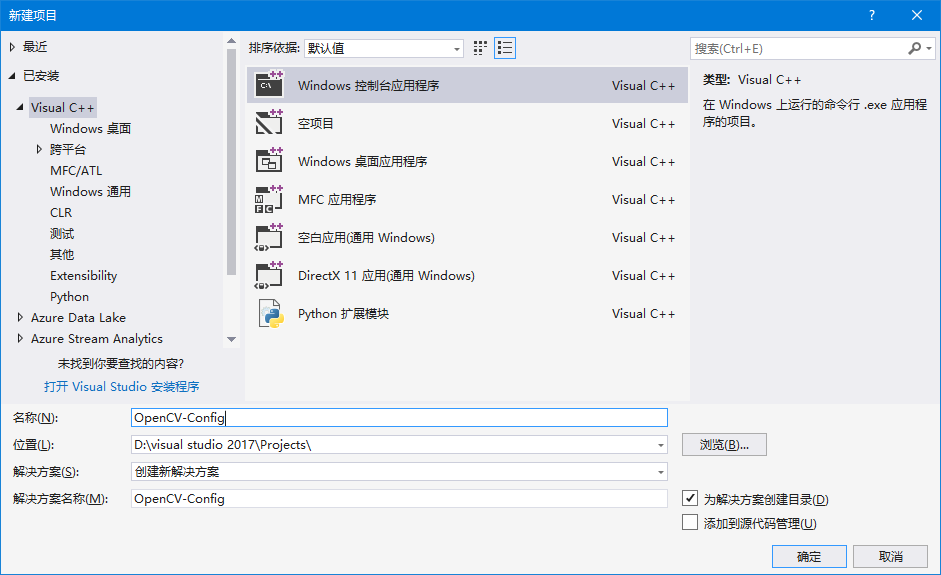 新建项目
? ×
最近
已安装
Visual C++
Windows 桌面
跨平台
MFC/ATL
Windows 通用
CLR
测试
其他
Extensibility
Python
Azure Data Lake
Azure Stream Analytics
未找到你要查找的内容?
打开 Visual Studio 安装程序
排序依据: 默认值
Windows 控制台应用程序 Visual C++
空项目 Visual C++
Windows 桌面应用程序 Visual C++
MFC 应用程序 Visual C++
空白应用(通用 Windows) Visual C++
DirectX 11 应用(通用 Windows) Visual C++
Python 扩展模块 Visual C++
搜索(Ctrl+E)
类型: Visual C++
在 Windows 上运行的命令行 .exe 应用程
序的项目。
名称(N): OpenCV-Config
位置(L): D:\visual studio 2017\Projects\ 浏览(B)...
解决方案(S): 创建新解决方案
解决方案名称(M): OpenCV-Config
为解决方案创建目录(D)
添加到源代码管理(U)
确定 取消